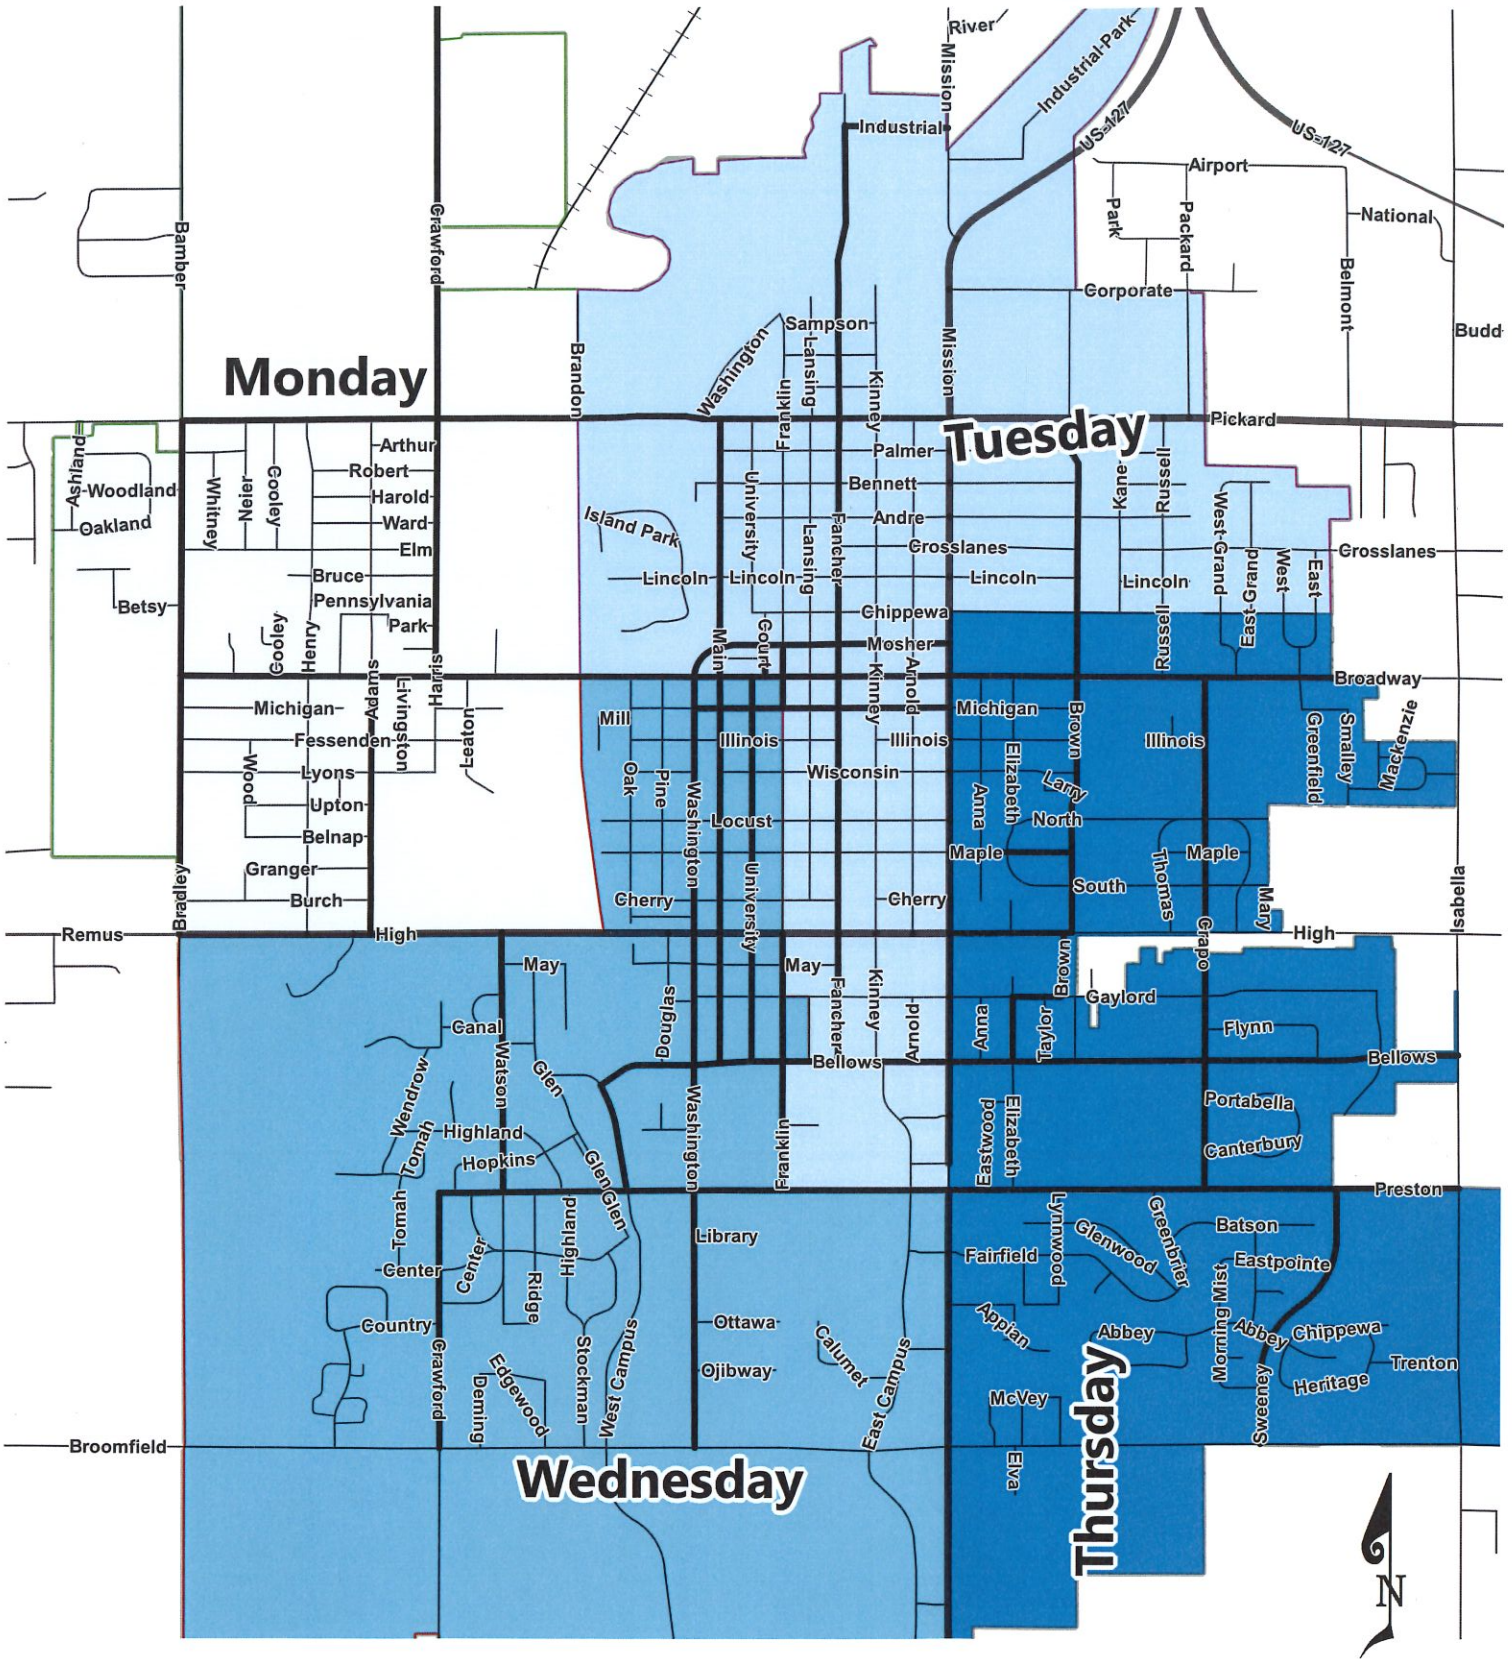 River
Mission
Industrial-Park
Industrial
US-127
US-127
Airport
Park
Packard
National
Belmont
Bamber
Crawford
Corporate
Budd
Sampson
Washington
Lansing
Franklin
Kinney
Mission
Brandon
Monday
Tuesday
Pickard
Arthur
Palmer
Robert
Ashland
Woodland
Whitney
Neier
Cooley
Harold
University
Bennett
Kane
Russell
West-Grand
Oakland
Ward
Island Park
Andre
Elm
Lansing
Fancher
Crosslanes
Crosslanes
Bruce
Lincoln
Lincoln
Lincoln
Lincoln
East-Grand
West
East
Betsy
Pennsylvania
Chippewa
Park
Cooley
Henry
Main
Court
Mosher
Russell
Adams
Harris
Kinney
Arnold
Broadway
Michigan
Livingston
Leaton
Mill
Michigan
Brown
Greenfield
Smalley
Mackenzie
Fessenden
Illinois
Illinois
Illinois
Wood
Lyons
Oak
Pine
Washington
Wisconsin
Elizabeth
Larry
Upton
Anna
Belnap
Locust
North
Granger
Maple
Thomas
Maple
Bradley
Burch
Cherry
University
Cherry
South
Mary
Isabella
Remus
High
Crapo
High
May
May
Brown
Douglas
Fancher
Kinney
Arnold
Anna
Taylor
Gaylord
Canal
Watson
Flynn
Wendrow
Glen
Bellows
Bellows
Washington
Franklin
Eastwood
Elizabeth
Portabella
Tomah
Highland
Canterbury
Hopkins
Glen
Glen
Preston
Tomah
Highland
Library
Lynnwood
Glenwood
Greenbrier
Batson
Center
Center
Ridge
Fairfield
Eastpointe
Morning Mist
Country
Crawford
Stockman
West Campus
Ottawa
Calumet
East Campus
Appian
Abbey
Abbey
Chippewa
Edgewood
Deming
Ojibway
Trenton
Heritage
McVey
Sweeney
Broomfield
Elva
Wednesday
Thursday
N